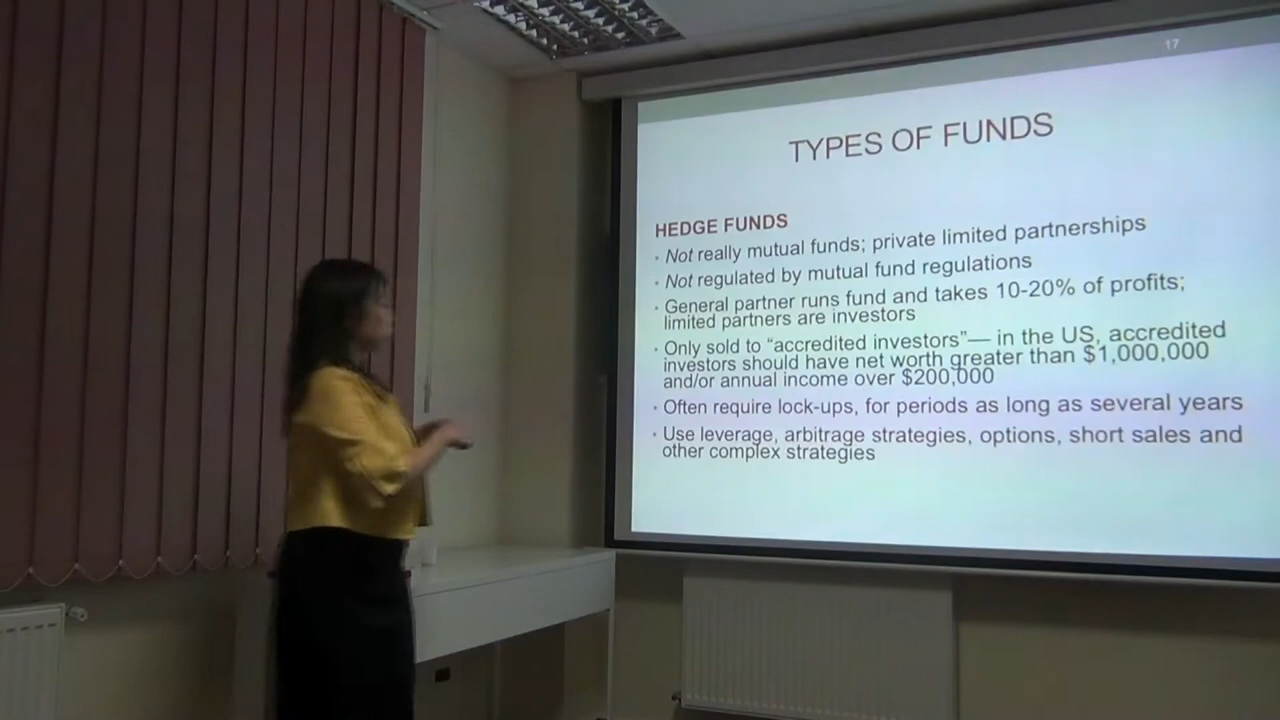 17
TYPES OF FUNDS
HEDGE FUNDS
· Not really mutual funds; private limited partnerships
· Not regulated by mutual fund regulations
· General partner runs fund and takes 10-20% of profits;
limited partners are investors
· Only sold to “accredited investors”— in the US, accredited
investors should have net worth greater than $1,000,000
and/or annual income over $200,000
· Often require lock-ups, for periods as long as several years
· Use leverage, arbitrage strategies, options, short sales and
other complex strategies